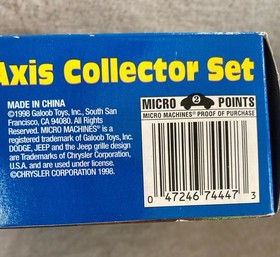 Axis Collector Set
MADE IN CHINA
©1998 Galoob Toys, Inc., South San
Francisco, CA 94080. All Rights
Reserved. MICRO MACHINES® is a
registered trademark of Galoob Toys, Inc.
DODGE, JEEP and the Jeep grille design
are Trademarks of Chrysler Corporation,
U.S.A. and are used under license.
©CHRYSLER CORPORATION 1998.
MICRO 2 POINTS
MICRO MACHINES® PROOF OF PURCHASE
0 47246 74447 3